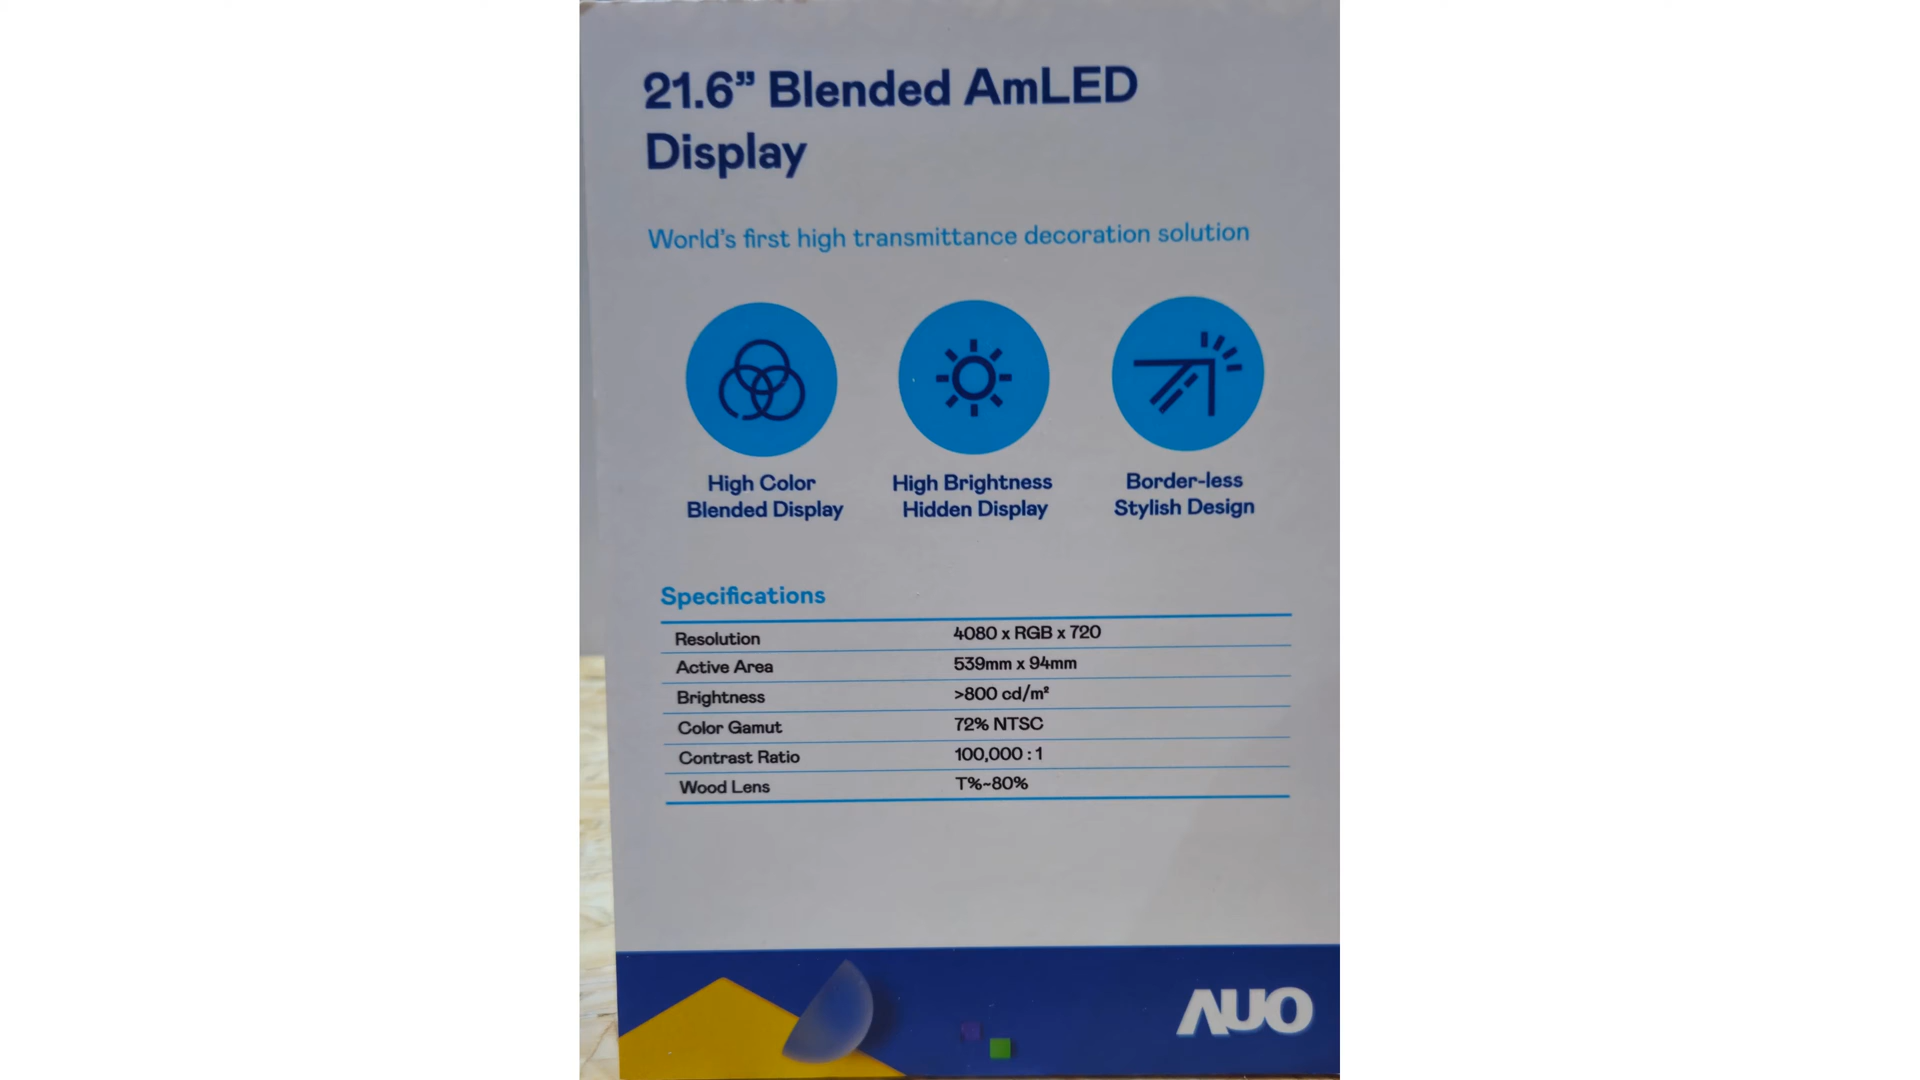 21.6” Blended AmLED
Display
World’s first high transmittance decoration solution
High Color
Blended Display
High Brightness
Hidden Display
Border-less
Stylish Design
Specifications
Resolution 4080 x RGB x 720
Active Area 539mm x 94mm
Brightness >800 cd/m²
Color Gamut 72% NTSC
Contrast Ratio 100,000 : 1
Wood Lens T%~80%
AUO